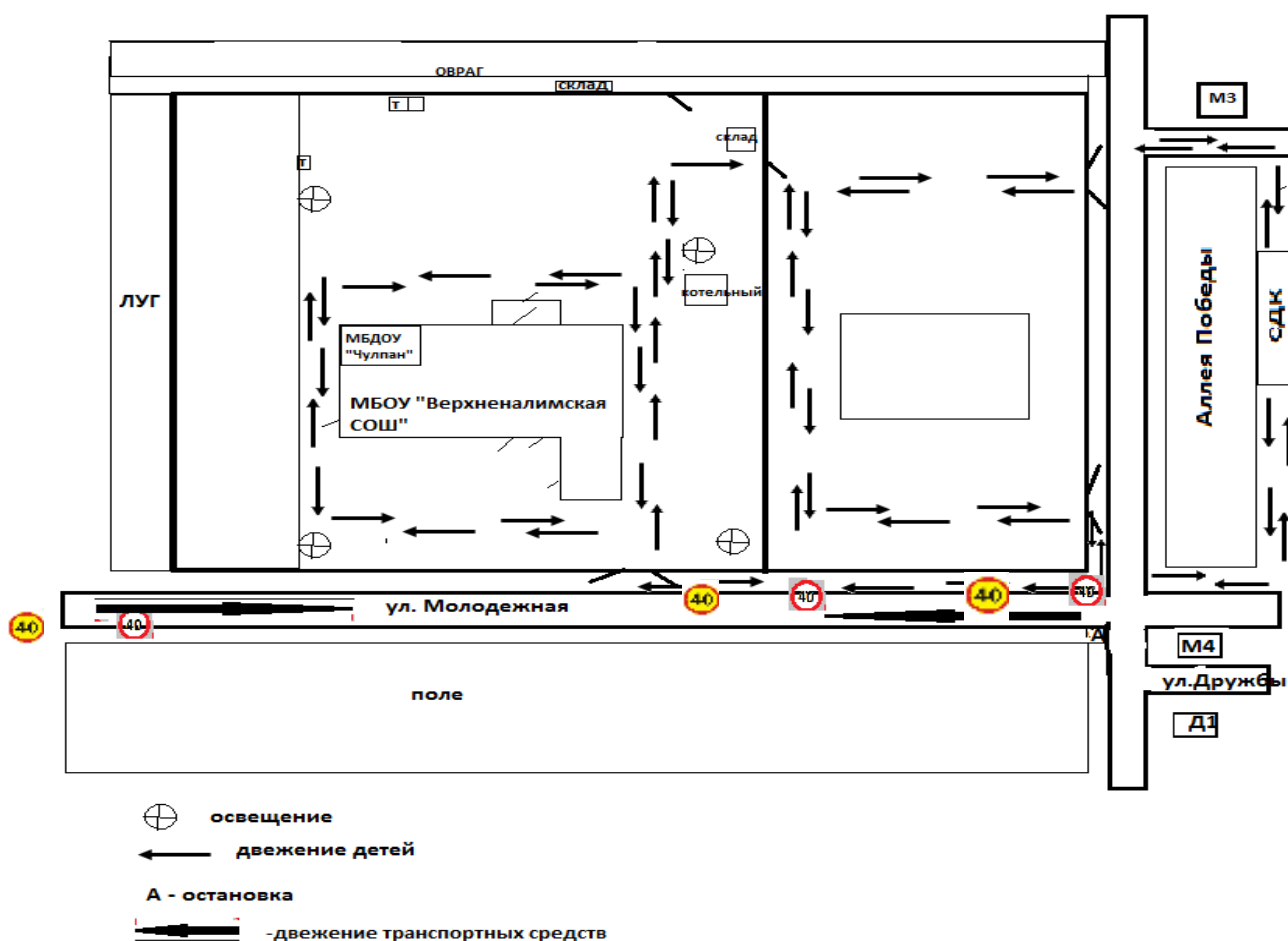 ОВРАГ
склад
Т
М3
склад
Т
ЛУГ
котельный
Аллея Победы
СДК
МБДОУ
"Чулпан"
МБОУ "Верхненалимская
СОШ"
40
40
40
40
ул. Молодежная
40
40
А
М4
поле
ул.Дружбы
Д1
освещение
двежение детей
А - остановка
-двежение транспортных средств